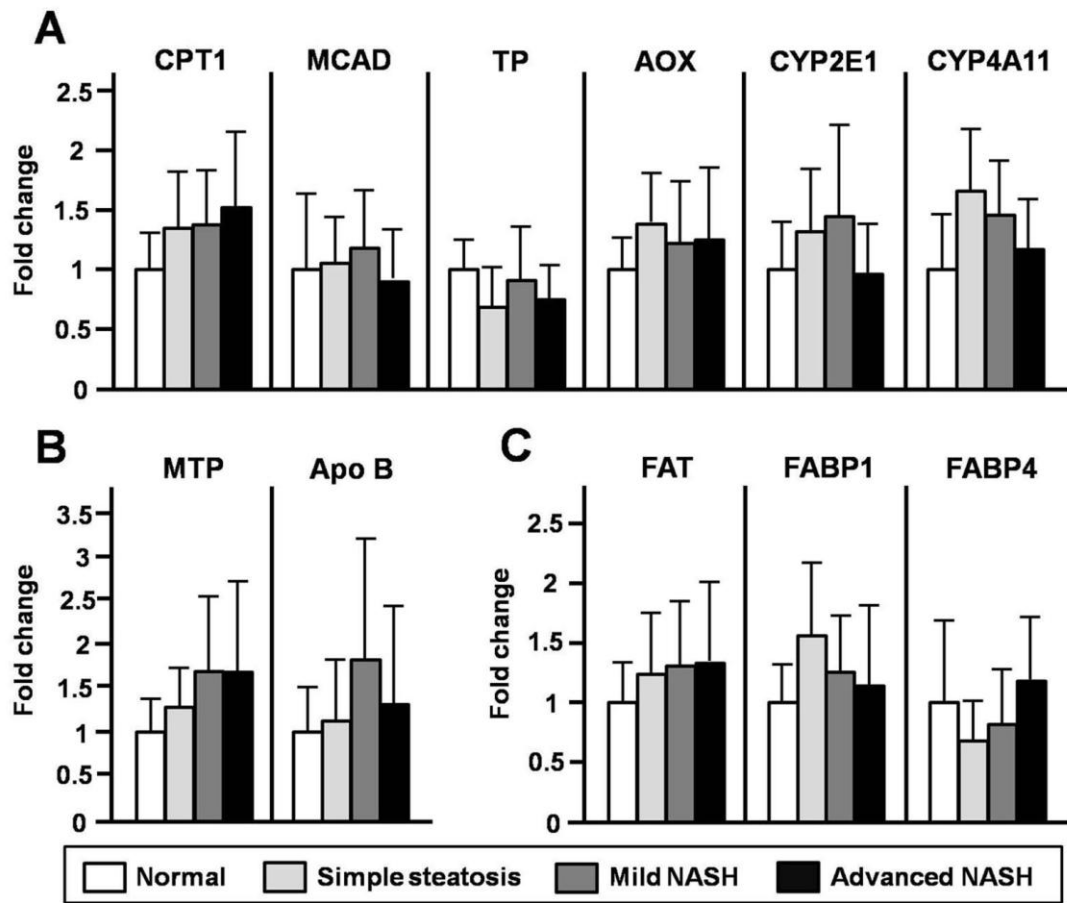 A
CPT1 MCAD TP AOX CYP2E1 CYP4A11
Fold change
2.5
2
1.5
1
0.5
0
B
MTP Apo B
Fold change
3.5
3
2.5
2
1.5
1
0.5
0
C
FAT FABP1 FABP4
Fold change
2.5
2
1.5
1
0.5
0
Normal Simple steatosis Mild NASH Advanced NASH